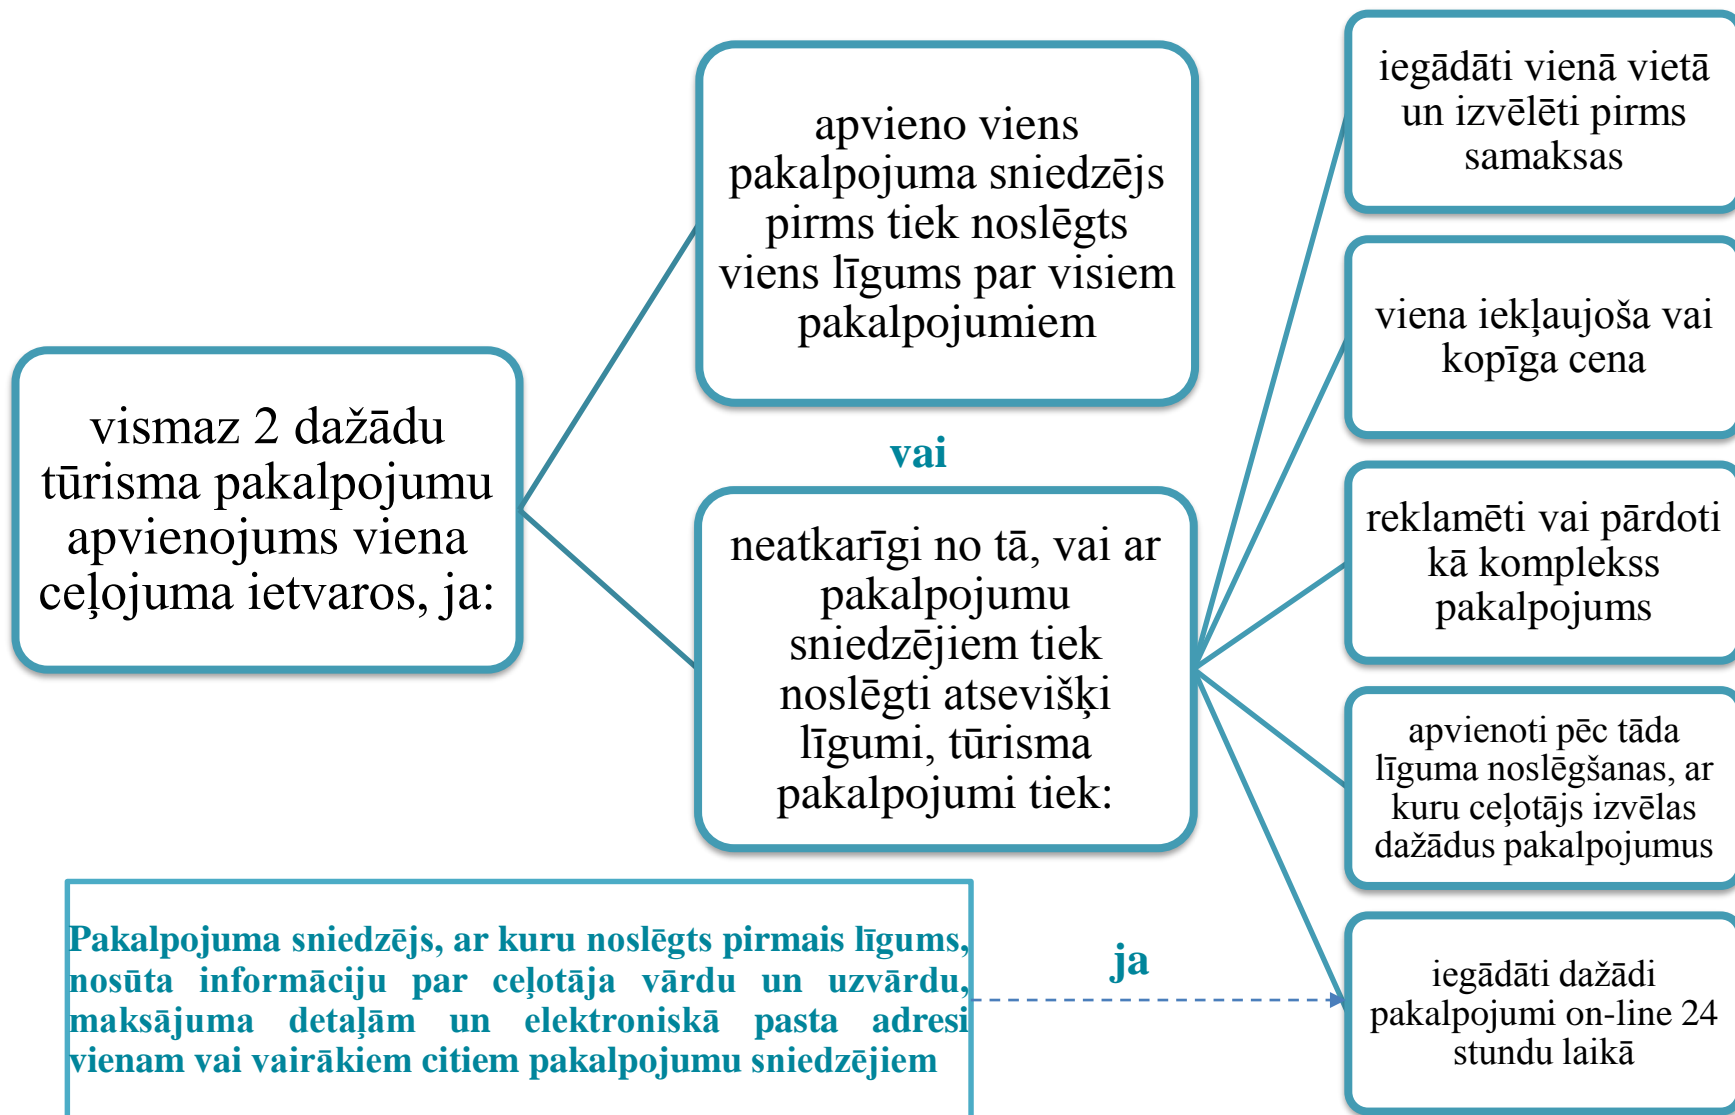 vismaz 2 dažādu
tūrisma pakalpojumu
apvienojums viena
ceļojuma ietvaros, ja:
apvieno viens
pakalpojuma sniedzējs
pirms tiek noslēgts
viens līgums par visiem
pakalpojumiem
vai
neatkarīgi no tā, vai ar
pakalpojumu
sniedzējiem tiek
noslēgti atsevišķi
līgumi, tūrisma
pakalpojumi tiek:
iegādāti vienā vietā
un izvēlēti pirms
samaksas
viena iekļaujoša vai
kopīga cena
reklamēti vai pārdoti
kā komplekss
pakalpojums
apvienoti pēc tāda
līguma noslēgšanas, ar
kuru ceļotājs izvēlas
dažādus pakalpojumus
iegādāti dažādi
pakalpojumi on-line 24
stundu laikā
ja
Pakalpojuma sniedzējs, ar kuru noslēgts pirmais līgums,
nosūta informāciju par ceļotāja vārdu un uzvārdu,
maksājuma detaļām un elektroniskā pasta adresi
vienam vai vairākiem citiem pakalpojumu sniedzējiem